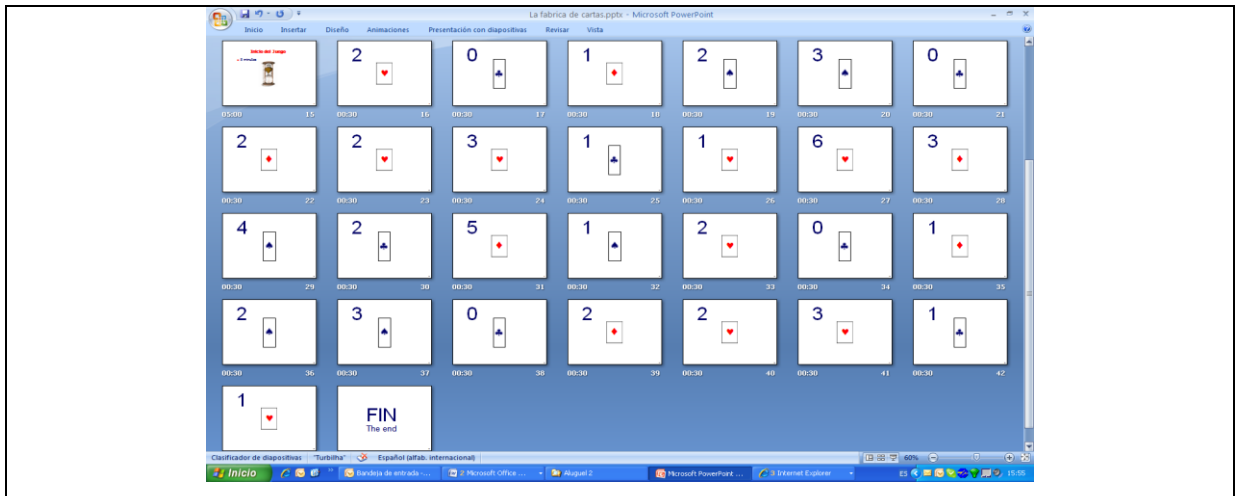 La fabrica de cartas.pptx - Microsoft PowerPoint
Inicio Insertar Diseño Animaciones Presentación con diapositivas Revisar Vista
Inicio del Juego
2 0 1 2 3 0
05:00 15 00:30 16 00:30 17 00:30 18 00:30 19 00:30 20 00:30 21
2 2 3 1 1 6 3
00:30 22 00:30 23 00:30 24 00:30 25 00:30 26 00:30 27 00:30 28
4 2 5 1 2 0 1
00:30 29 00:30 30 00:30 31 00:30 32 00:30 33 00:30 34 00:30 35
2 3 0 2 2 3 1
00:30 36 00:30 37 00:30 38 00:30 39 00:30 40 00:30 41 00:30 42
1 FIN
The end
Clasificador de diapositivas "Turbilha" Español (alfab. internacional) 60%
Inicio Bandeja de entrada -... 2 Microsoft Office ... Aluguel 2 Microsoft PowerPoint ... 3 Internet Explorer ES 15:55